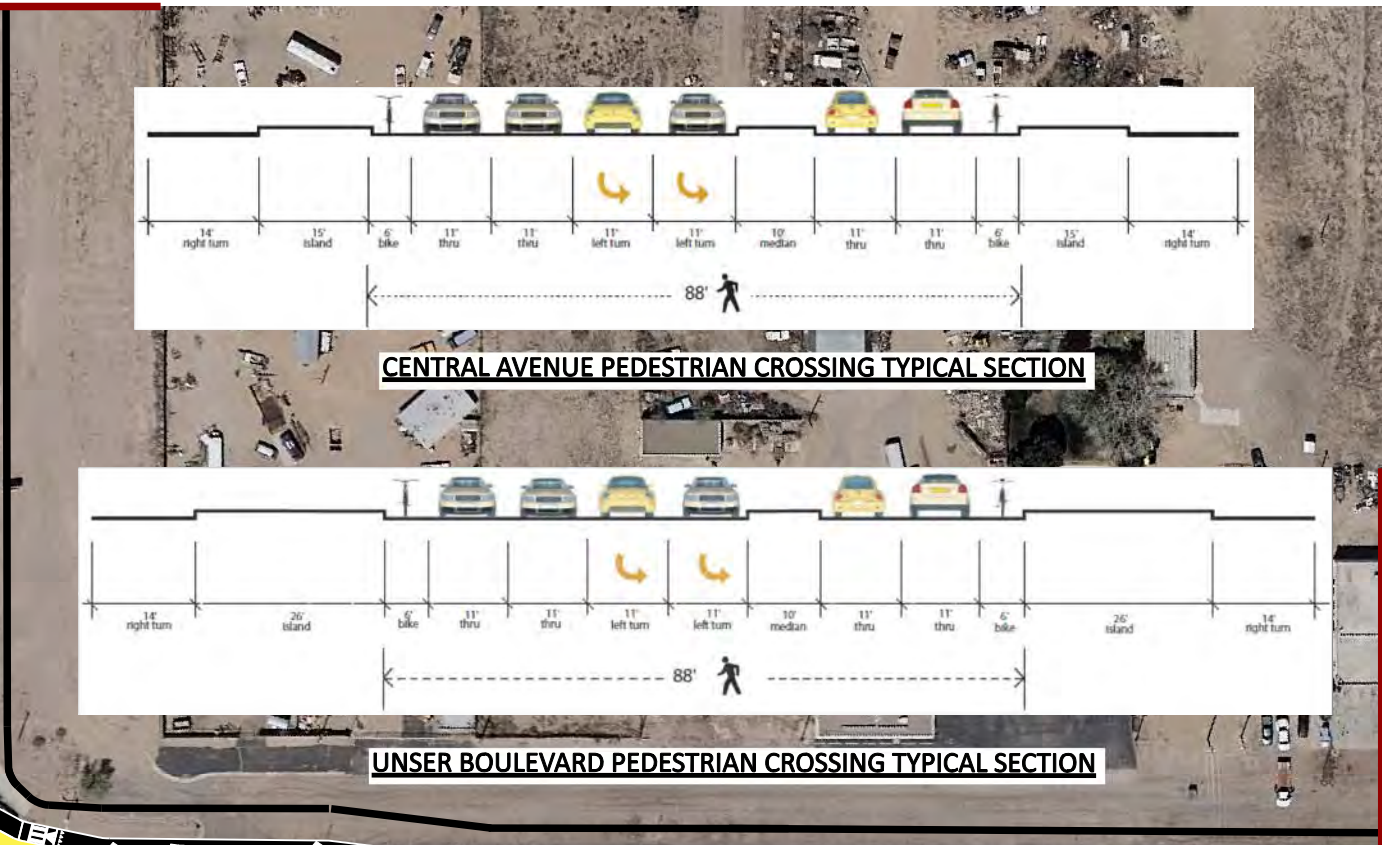 14' 15' 6' 11' 11' 11' 11' 10' 11' 11' 6' 15' 14'
right turn island bike thru thru left turn left turn median thru thru bike island right turn
88'
CENTRAL AVENUE PEDESTRIAN CROSSING TYPICAL SECTION
14' 26' 6' 11' 11' 11' 11' 10' 11' 11' 6' 26' 14'
right turn island bike thru thru left turn left turn median thru thru bike island right turn
88'
UNSER BOULEVARD PEDESTRIAN CROSSING TYPICAL SECTION